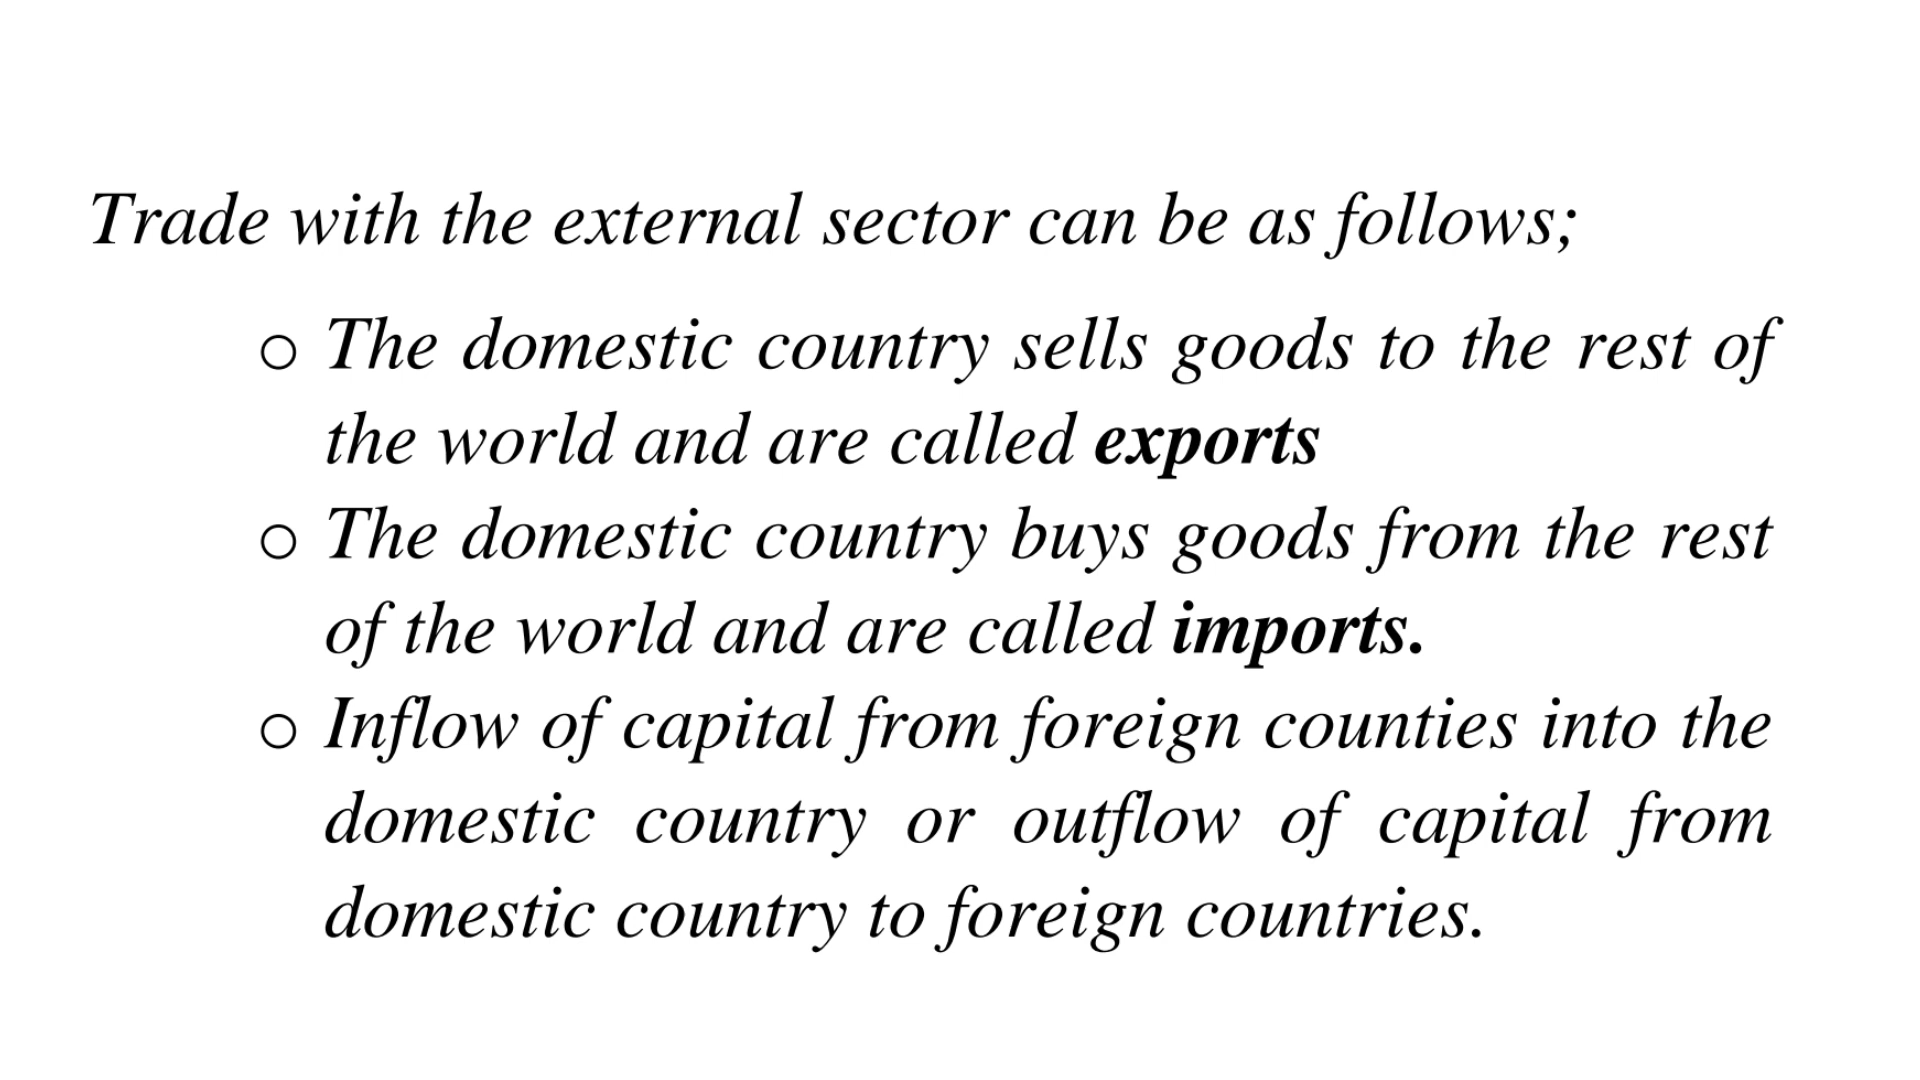 Trade with the external sector can be as follows;
o The domestic country sells goods to the rest of
the world and are called exports
o The domestic country buys goods from the rest
of the world and are called imports.
o Inflow of capital from foreign counties into the
domestic country or outflow of capital from
domestic country to foreign countries.